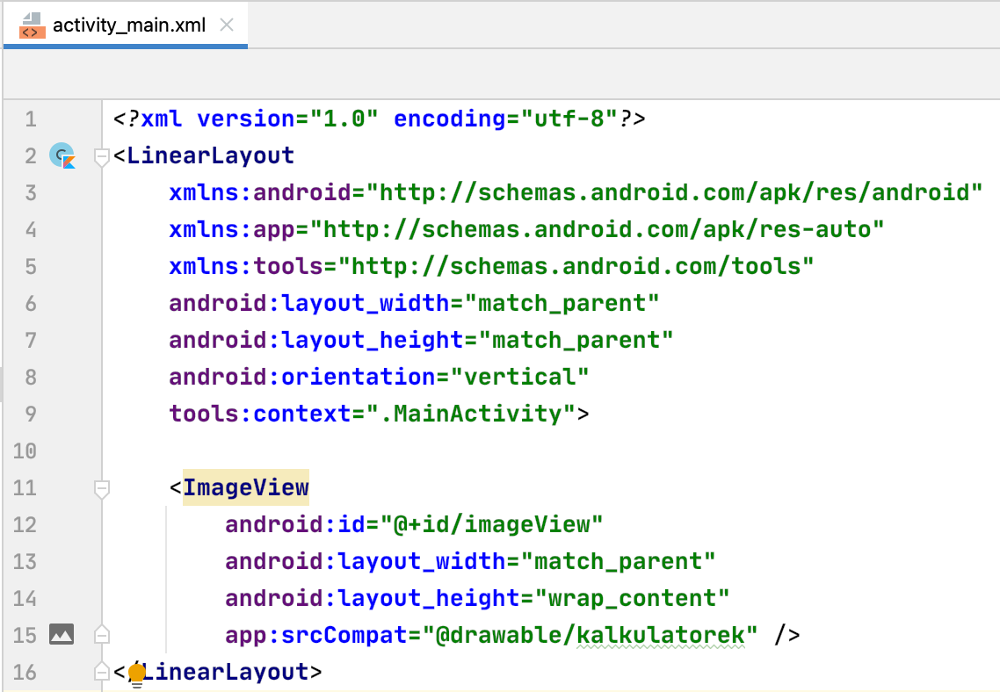 activity_main.xml
1 <?xml version="1.0" encoding="utf-8"?>
2 <LinearLayout
3 xmlns:android="http://schemas.android.com/apk/res/android"
4 xmlns:app="http://schemas.android.com/apk/res-auto"
5 xmlns:tools="http://schemas.android.com/tools"
6 android:layout_width="match_parent"
7 android:layout_height="match_parent"
8 android:orientation="vertical"
9 tools:context=".MainActivity">
10
11 <ImageView
12 android:id="@+id/imageView"
13 android:layout_width="match_parent"
14 android:layout_height="wrap_content"
15 app:srcCompat="@drawable/kalkulatorek" />
16 </LinearLayout>